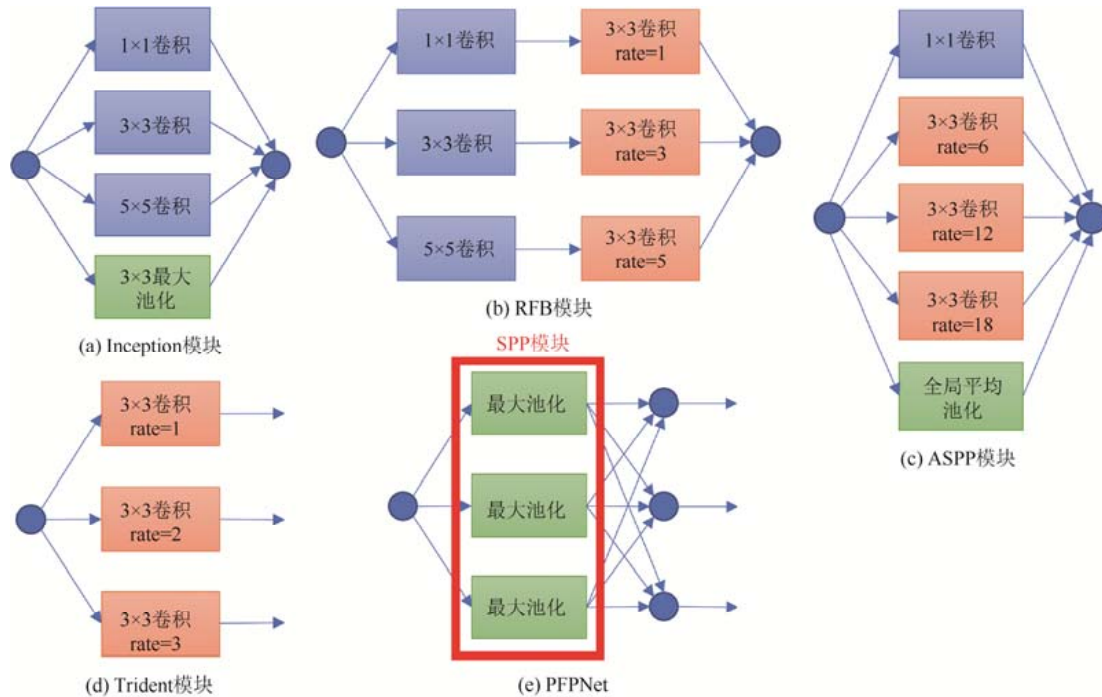 1×1卷积
3×3卷积
5×5卷积
3×3最大
池化
(a) Inception模块
1×1卷积
3×3卷积
rate=1
3×3卷积
3×3卷积
rate=3
5×5卷积
3×3卷积
rate=5
(b) RFB模块
1×1卷积
3×3卷积
rate=6
3×3卷积
rate=12
3×3卷积
rate=18
全局平均
池化
(c) ASPP模块
3×3卷积
rate=1
3×3卷积
rate=2
3×3卷积
rate=3
(d) Trident模块
SPP模块
最大池化
最大池化
最大池化
(e) PFPNet